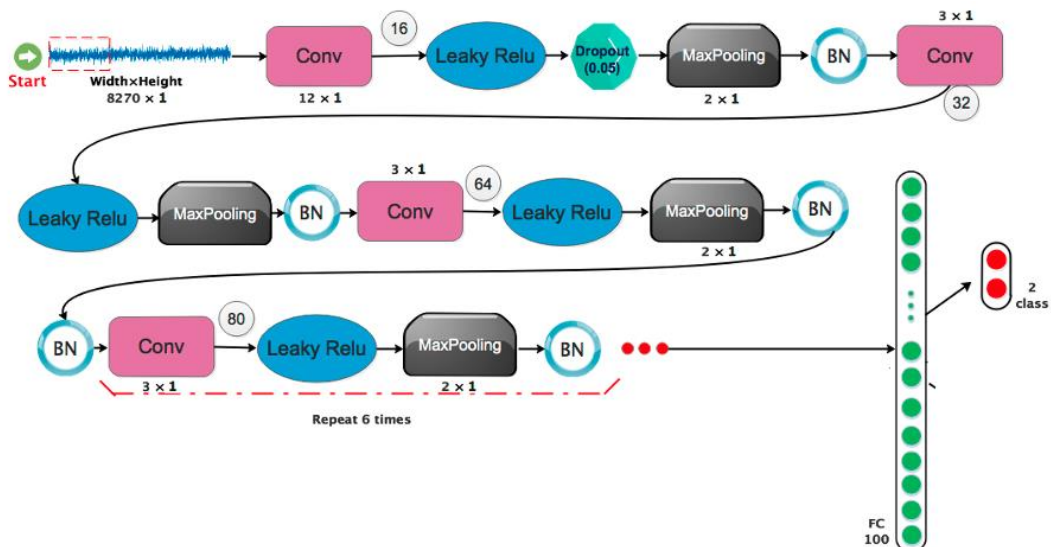 Start
Width×Height
8270 × 1
Conv
12 × 1
16
Leaky Relu
Dropout
(0.05)
MaxPooling
2 × 1
BN
3 × 1
Conv
32
Leaky Relu
MaxPooling
BN
3 × 1
Conv
64
Leaky Relu
MaxPooling
2 × 1
BN
BN
Conv
3 × 1
80
Leaky Relu
MaxPooling
2 × 1
BN
Repeat 6 times
FC
100
2
class